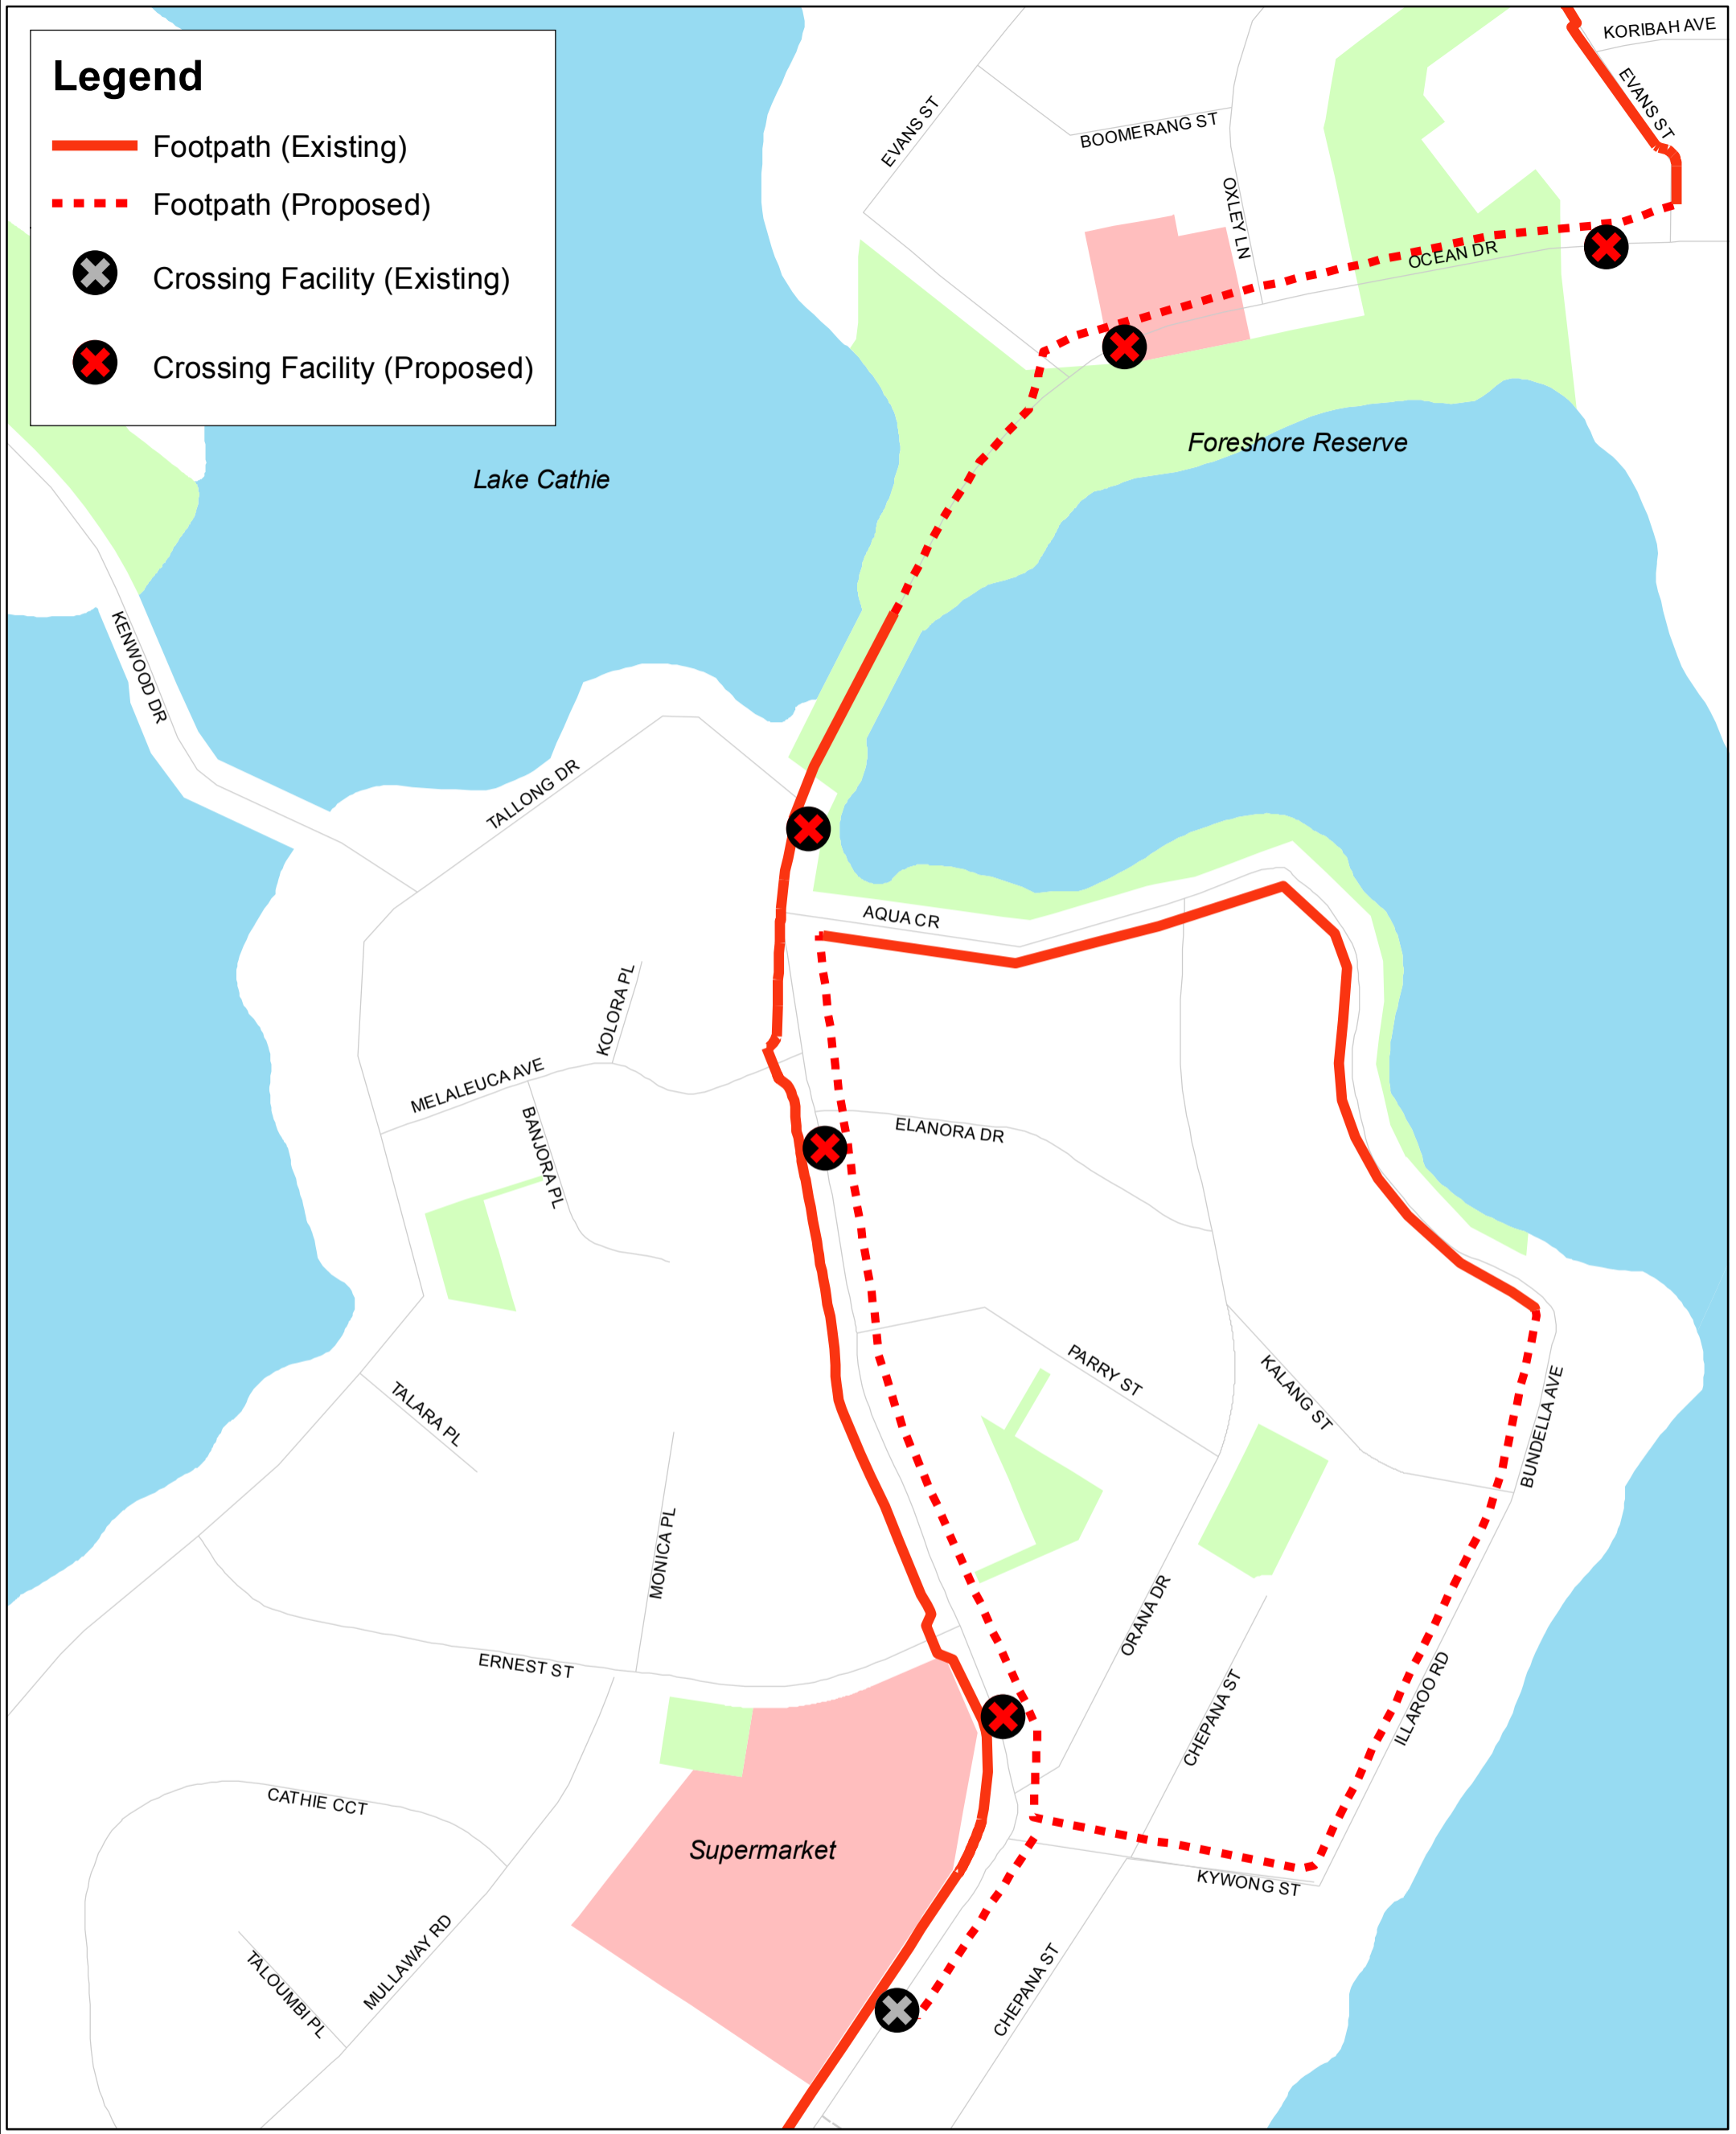 Legend
Footpath (Existing)
Footpath (Proposed)
Crossing Facility (Existing)
Crossing Facility (Proposed)
KORIBAH AVE
EVANS ST
EVANS ST
BOOMERANG ST
OXLEY LN
OCEAN DR
Foreshore Reserve
Lake Cathie
KENWOOD DR
TALLONG DR
AQUA CR
KOLORA PL
MELALEUCA AVE
BANJORA PL
ELANORA DR
PARRY ST
KALANG ST
BUNDELLA AVE
TALARA PL
MONICA PL
ORANA DR
ERNEST ST
CHEPANA ST
ILLAROO RD
CATHIE CCT
Supermarket
KYWONG ST
MULLAWAY RD
TALOUMBI PL
CHEPANA ST